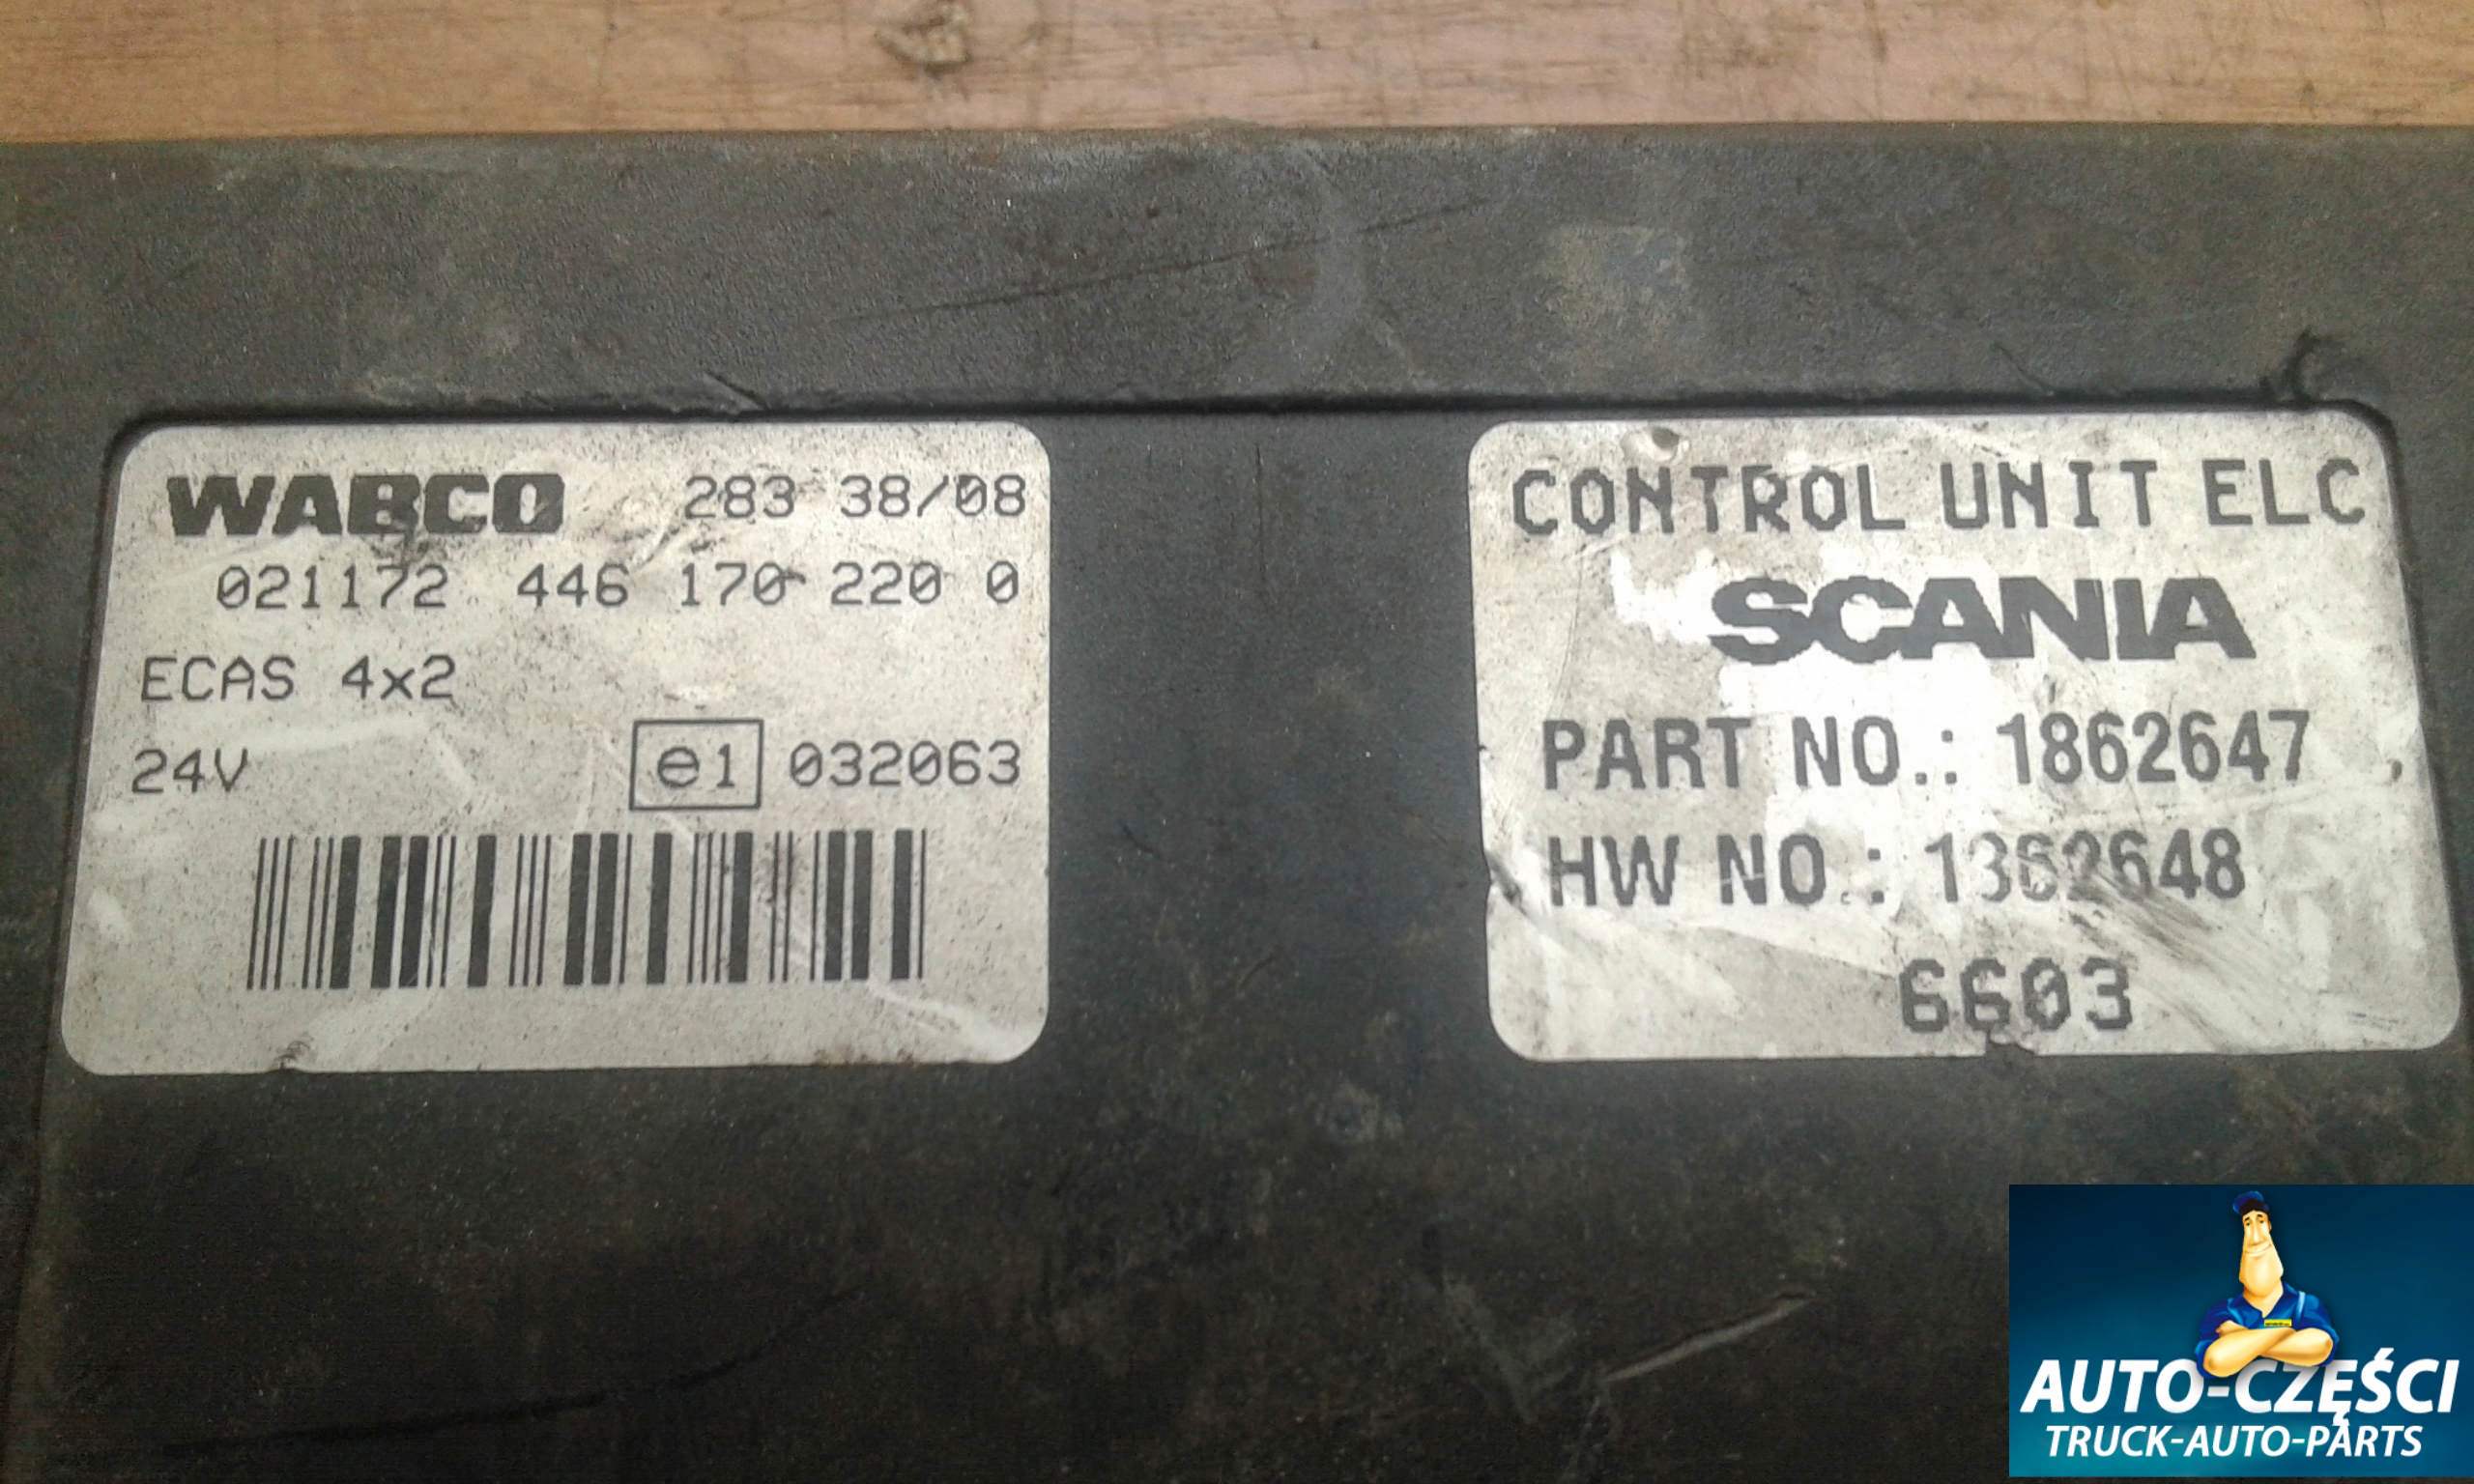 WABCO 283 38/08
021172 446 170 220 0
ECAS 4x2
24V e1 032063
CONTROL UNIT ELC
SCANIA
PART NO.: 1862647
HW NO.: 1362648
6603
AUTO-CZĘŚCI
TRUCK-AUTO-PARTS